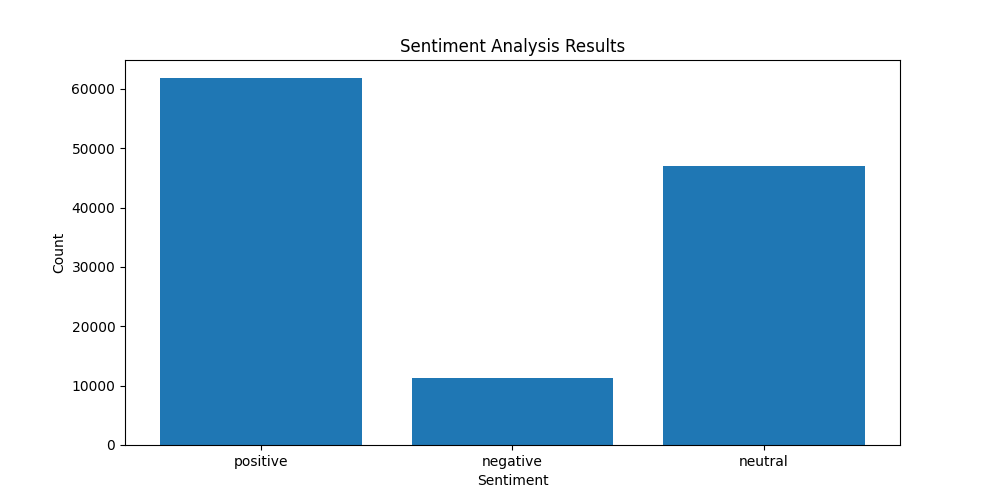 Sentiment Analysis Results
60000
50000
40000
30000
20000
10000
0
Count
positive
negative
neutral
Sentiment